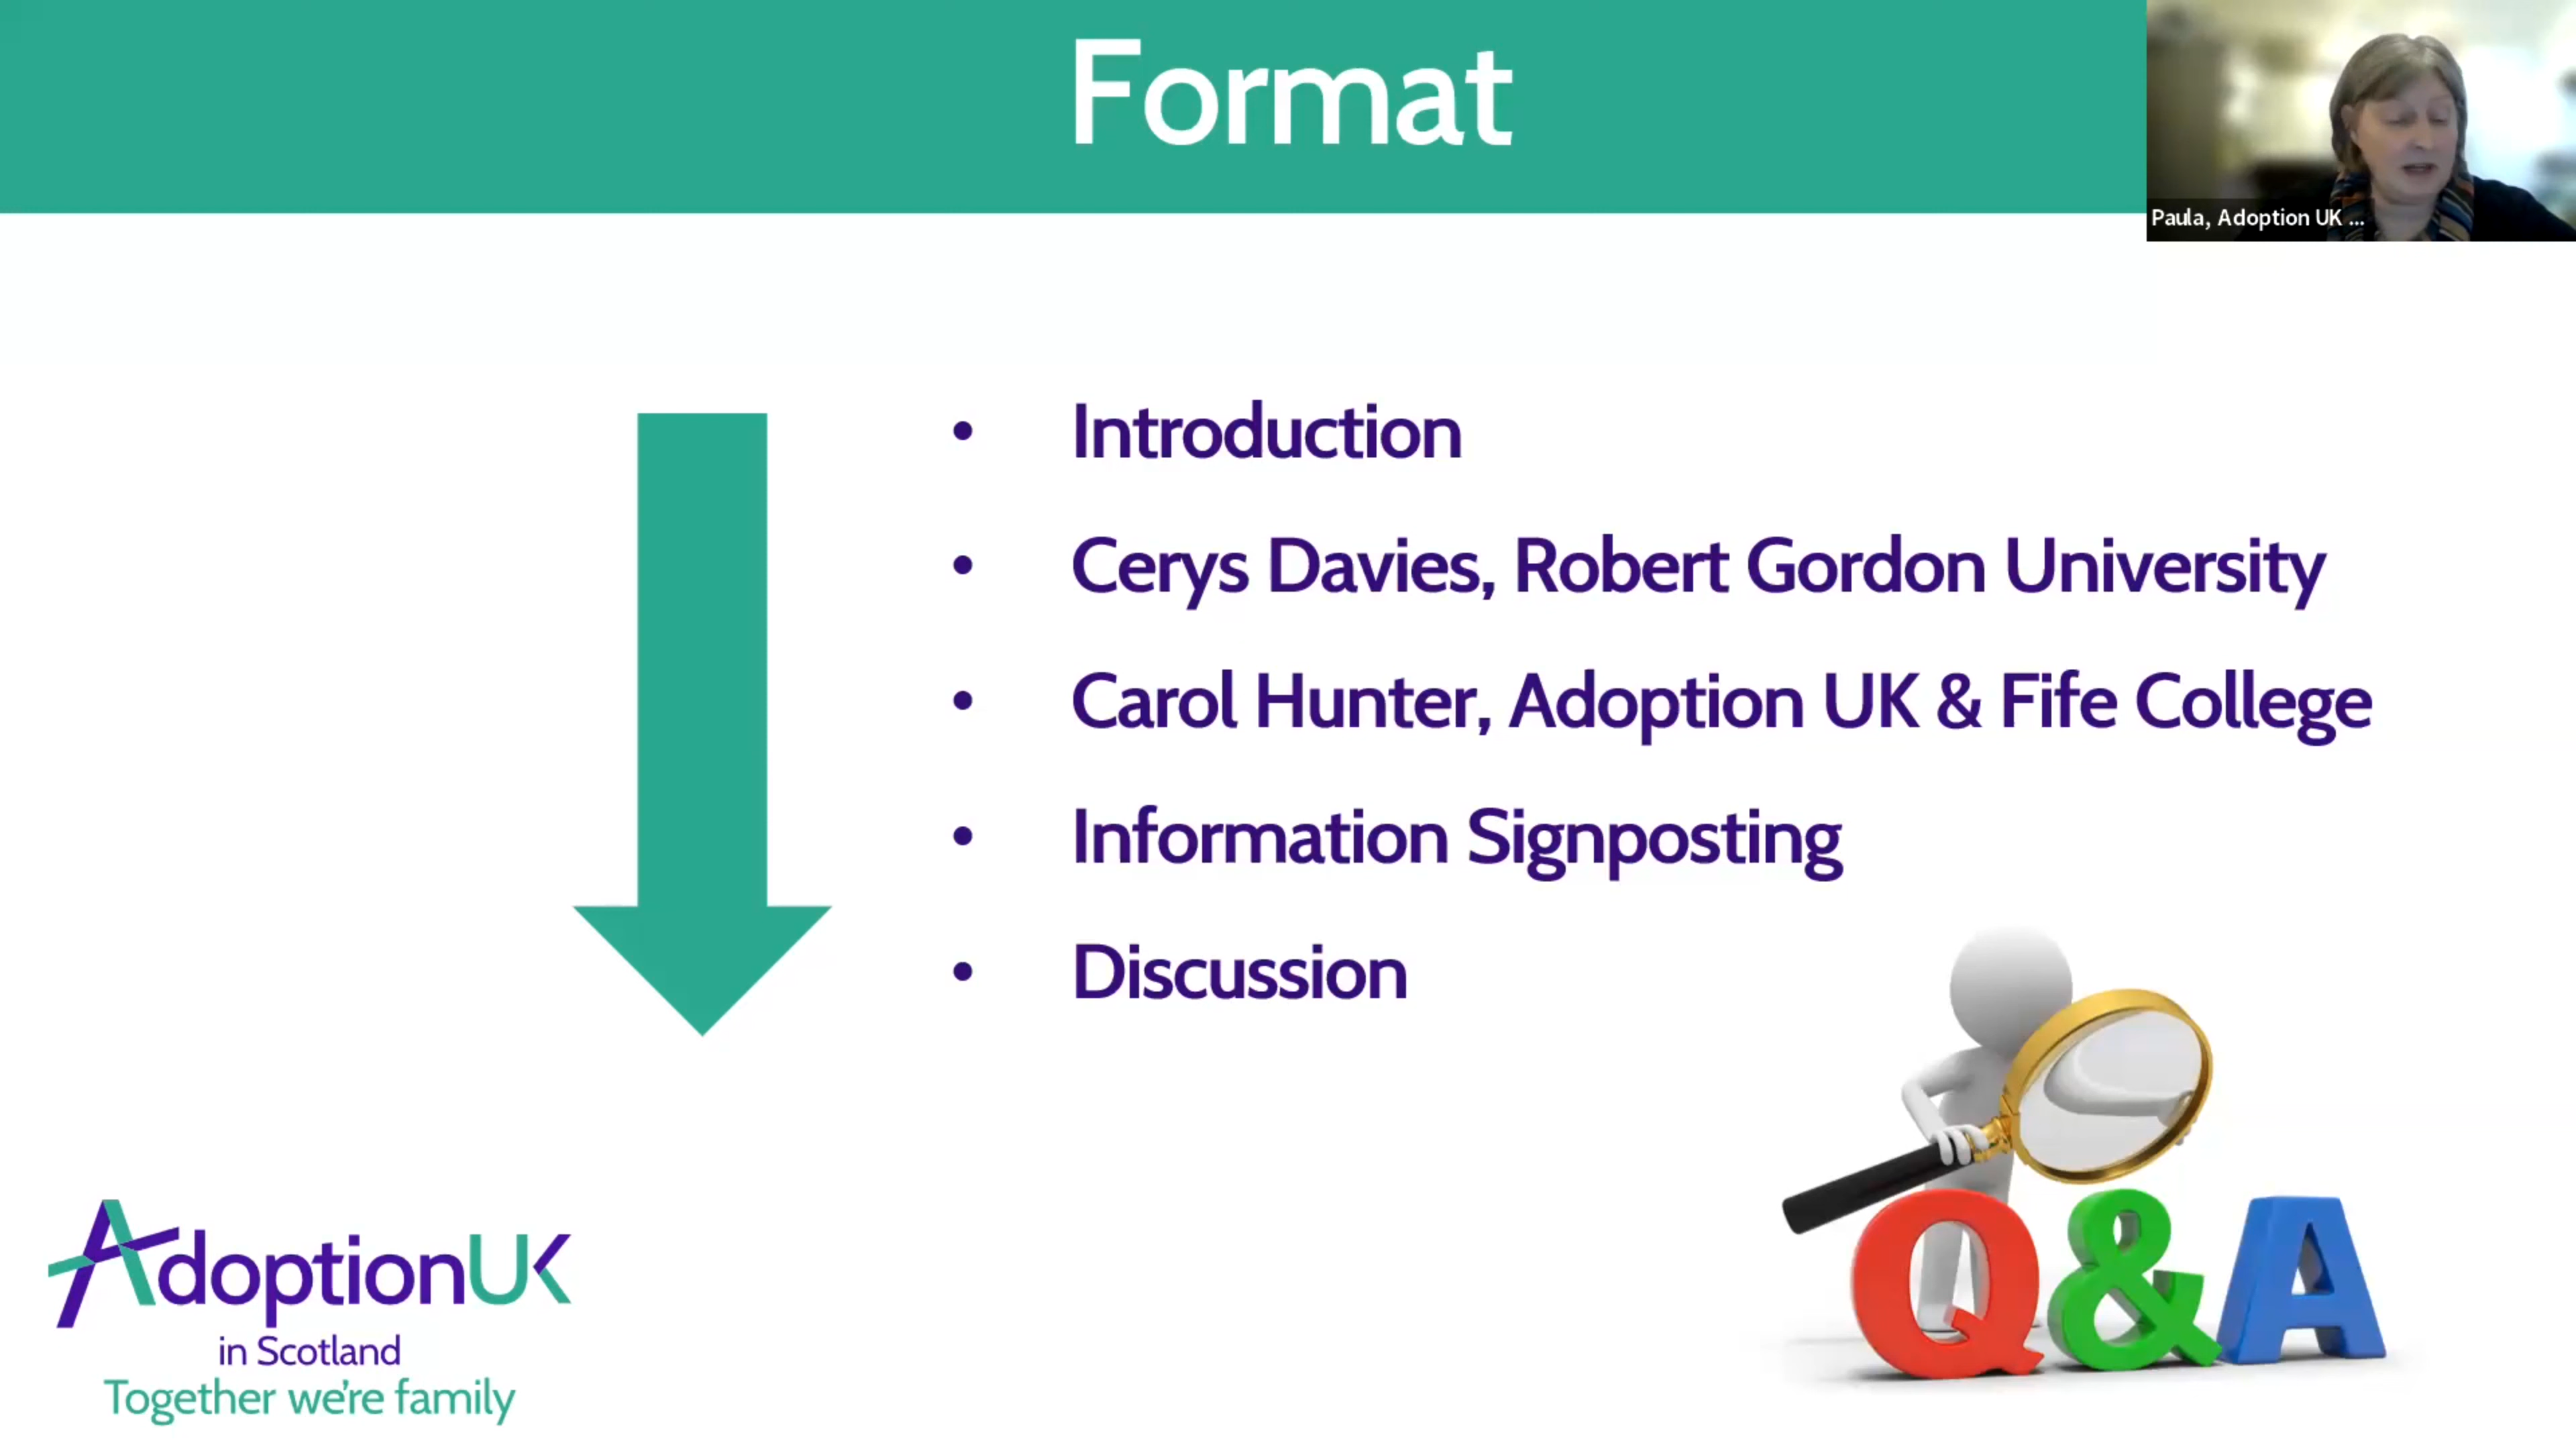 Format
Paula, Adoption UK ...
• Introduction
• Cerys Davies, Robert Gordon University
• Carol Hunter, Adoption UK & Fife College
• Information Signposting
• Discussion
AdoptionUK
in Scotland
Together we're family
Q&A